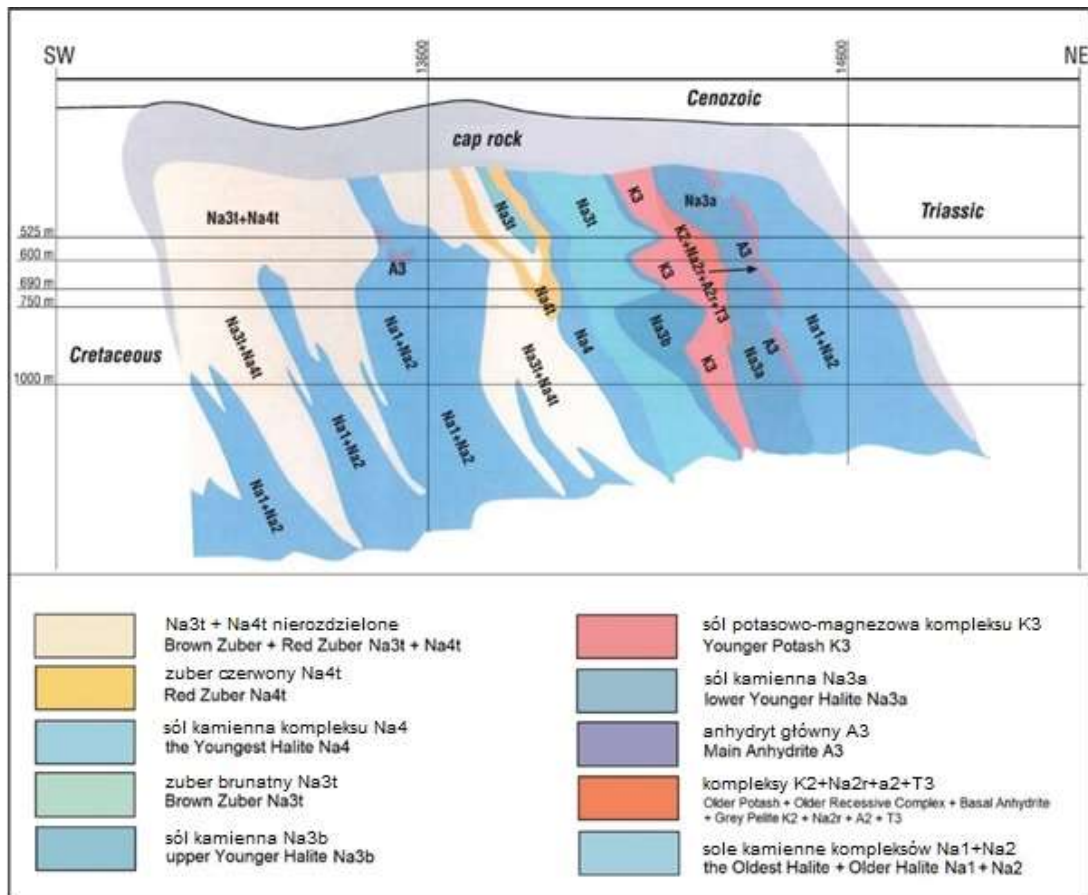 SW
13600
14600
NE
Cenozoic
cap rock
Na3t+Na4t
Na3t
Na3t
K3
Na3a
Triassic
525 m
600 m
690 m
750 m
1000 m
A3
K3
K2+Na2r+A2r+T3
A3
Na4t
Cretaceous
Na3t+Na4t
Na1+Na2
Na4
Na3b
K3
A3
Na3a
Na1+Na2
Na3t+Na4t
Na1+Na2
Na1+Na2
Na1+Na2
Na3t + Na4t nierozdzielone
Brown Zuber + Red Zuber Na3t + Na4t
zuber czerwony Na4t
Red Zuber Na4t
sól kamienna kompleksu Na4
the Youngest Halite Na4
zuber brunatny Na3t
Brown Zuber Na3t
sól kamienna Na3b
upper Younger Halite Na3b
sól potasowo-magnezowa kompleksu K3
Younger Potash K3
sól kamienna Na3a
lower Younger Halite Na3a
anhydryt główny A3
Main Anhydrite A3
kompleksy K2+Na2r+a2+T3
Older Potash + Older Recessive Complex + Basal Anhydrite
+ Grey Pelite K2 + Na2r + A2 + T3
sole kamienne kompleksów Na1+Na2
the Oldest Halite + Older Halite Na1+ Na2